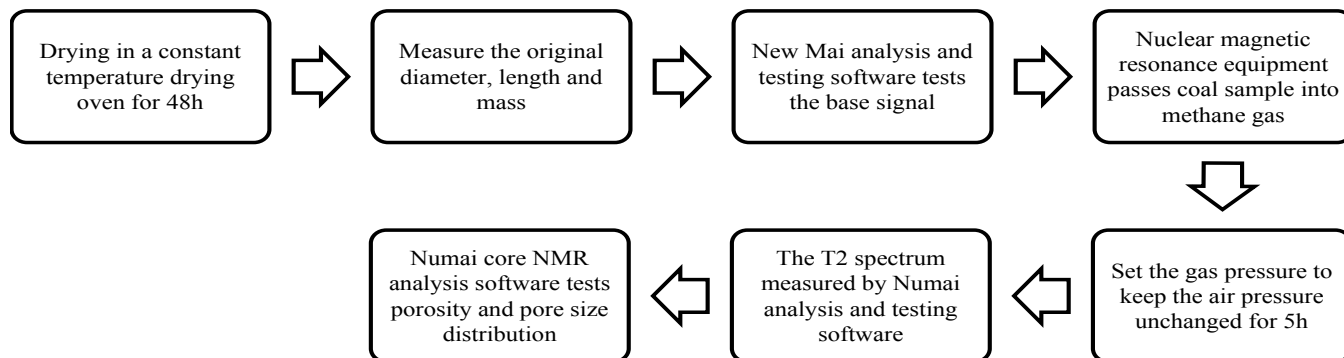 Drying in a constant
temperature drying
oven for 48h
Measure the original
diameter, length and
mass
New Mai analysis and
testing software tests
the base signal
Nuclear magnetic
resonance equipment
passes coal sample into
methane gas
Set the gas pressure to
keep the air pressure
unchanged for 5h
The T2 spectrum
measured by Numai
analysis and testing
software
Numai core NMR
analysis software tests
porosity and pore size
distribution